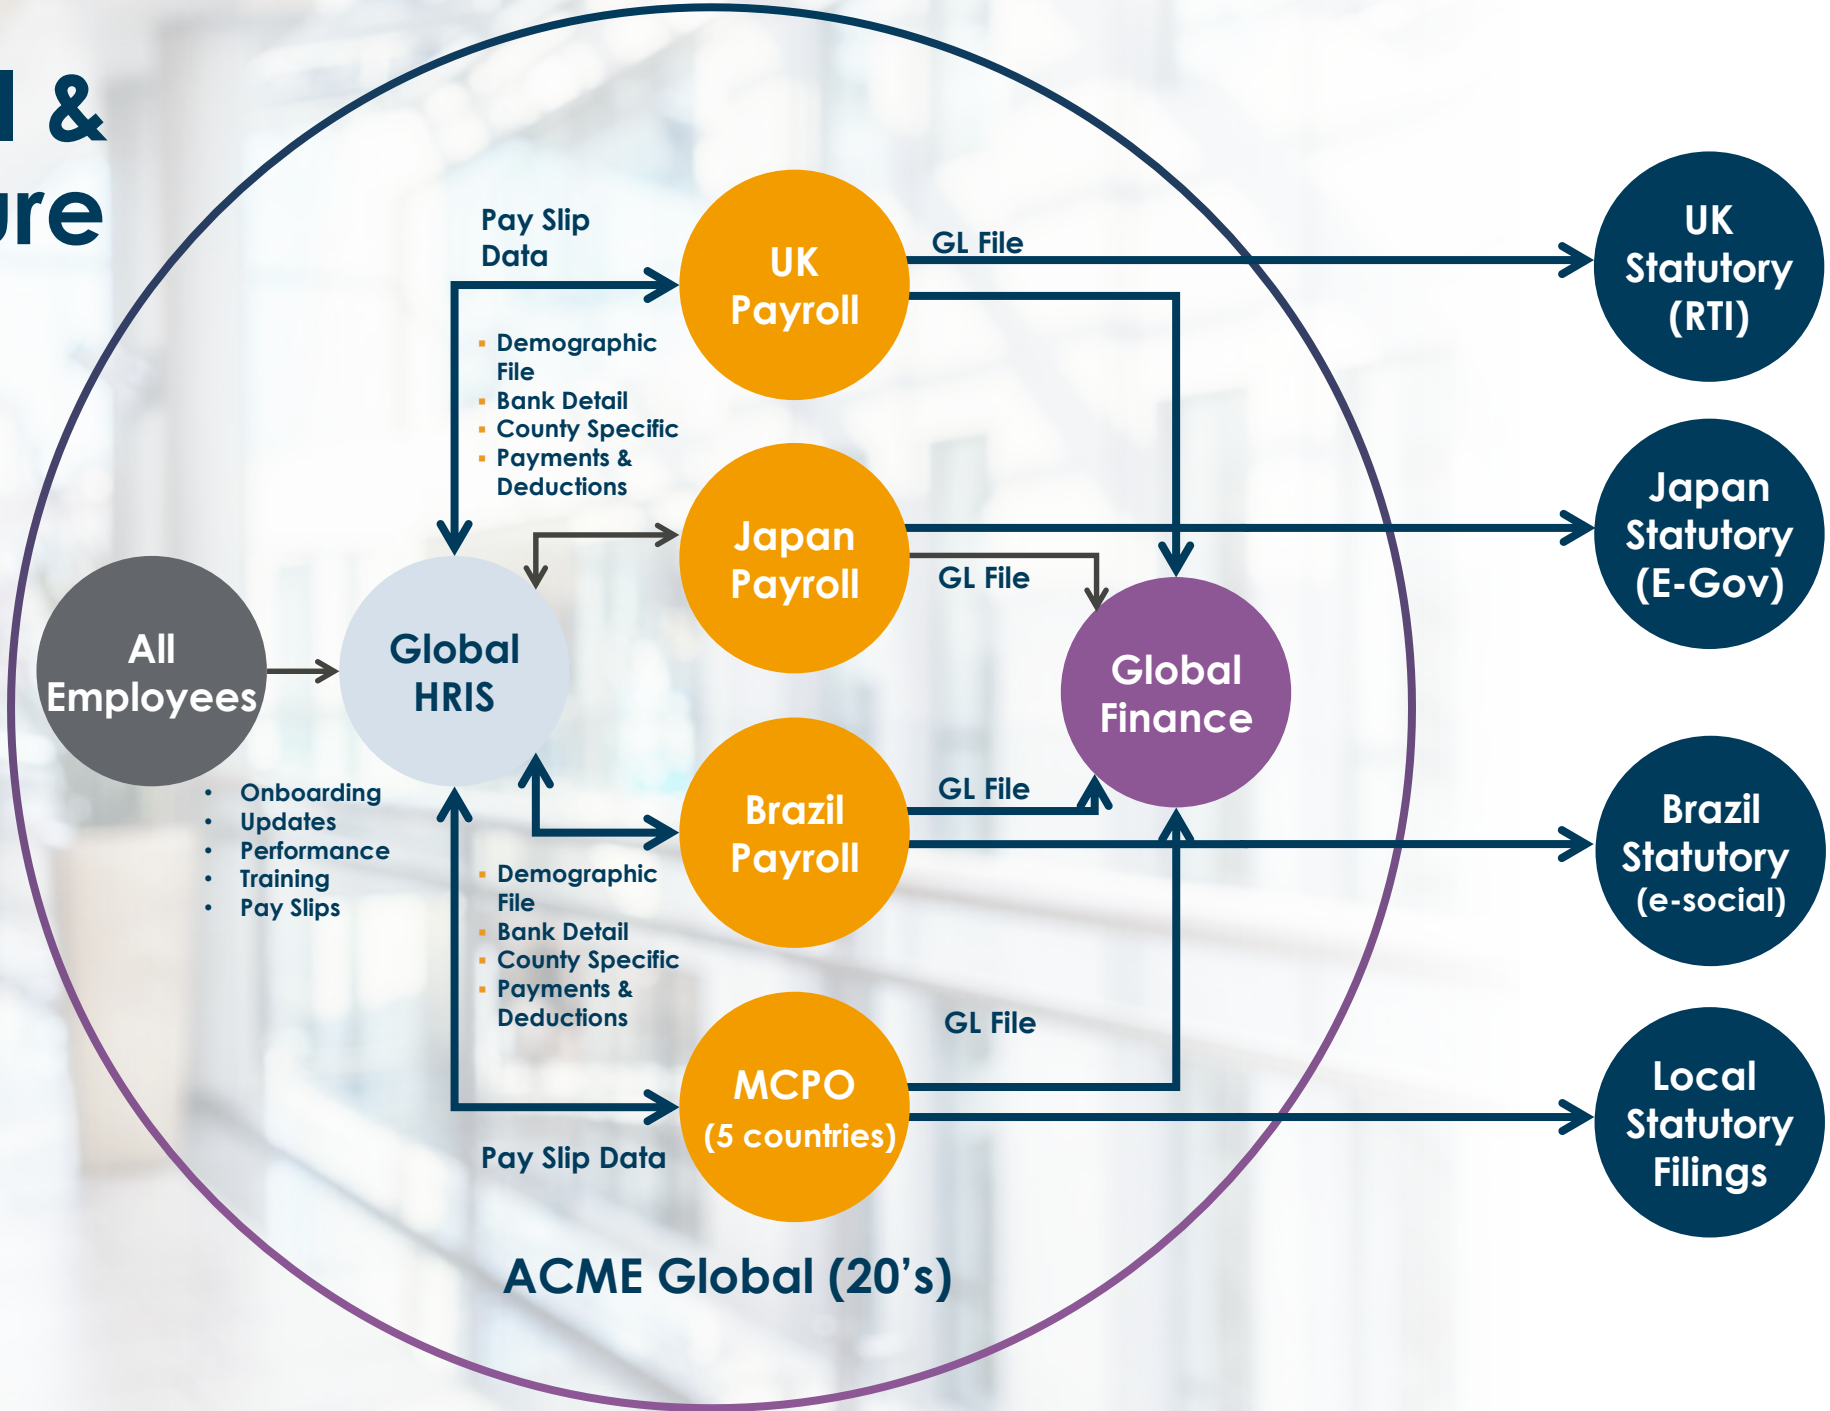 &
ure
Pay Slip
Data
Demographic
File
Bank Detail
County Specific
Payments &
Deductions
UK
Payroll
GL File
UK
Statutory
(RTI)
Japan
Payroll
GL File
Japan
Statutory
(E-Gov)
All
Employees
Global
HRIS
Global
Finance
Onboarding
Updates
Performance
Training
Pay Slips
Demographic
File
Bank Detail
County Specific
Payments &
Deductions
Brazil
Payroll
GL File
Brazil
Statutory
(e-social)
MCPO
(5 countries)
GL File
Pay Slip Data
Local
Statutory
Filings
ACME Global (20's)